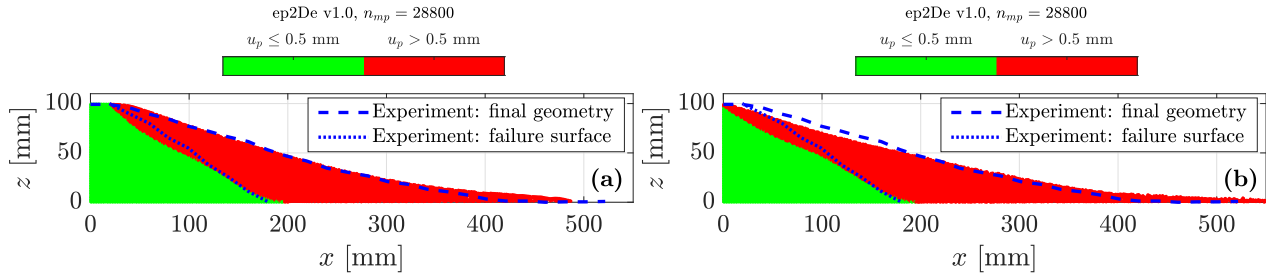 ep2De v1.0, n_{mp} = 28800
u_p ≤ 0.5 mm u_p > 0.5 mm
100
50
0
z [mm]
Experiment: final geometry
Experiment: failure surface
(a)
0 100 200 300 400 500
x [mm]
ep2De v1.0, n_{mp} = 28800
u_p ≤ 0.5 mm u_p > 0.5 mm
100
50
0
z [mm]
Experiment: final geometry
Experiment: failure surface
(b)
0 100 200 300 400 500
x [mm]